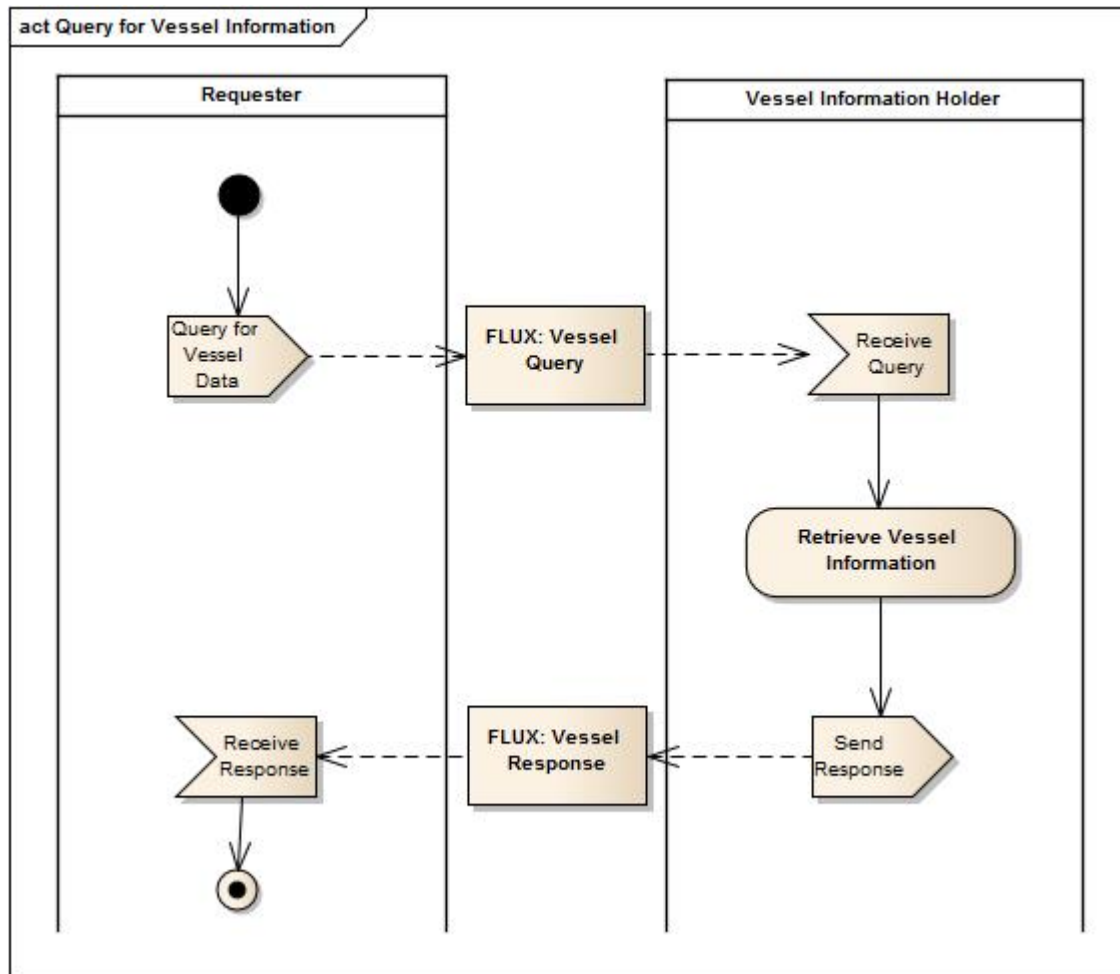 act Query for Vessel Information
Requester
Vessel Information Holder
Query for
Vessel
Data
FLUX: Vessel
Query
Receive
Query
Retrieve Vessel
Information
Receive
Response
FLUX: Vessel
Response
Send
Response